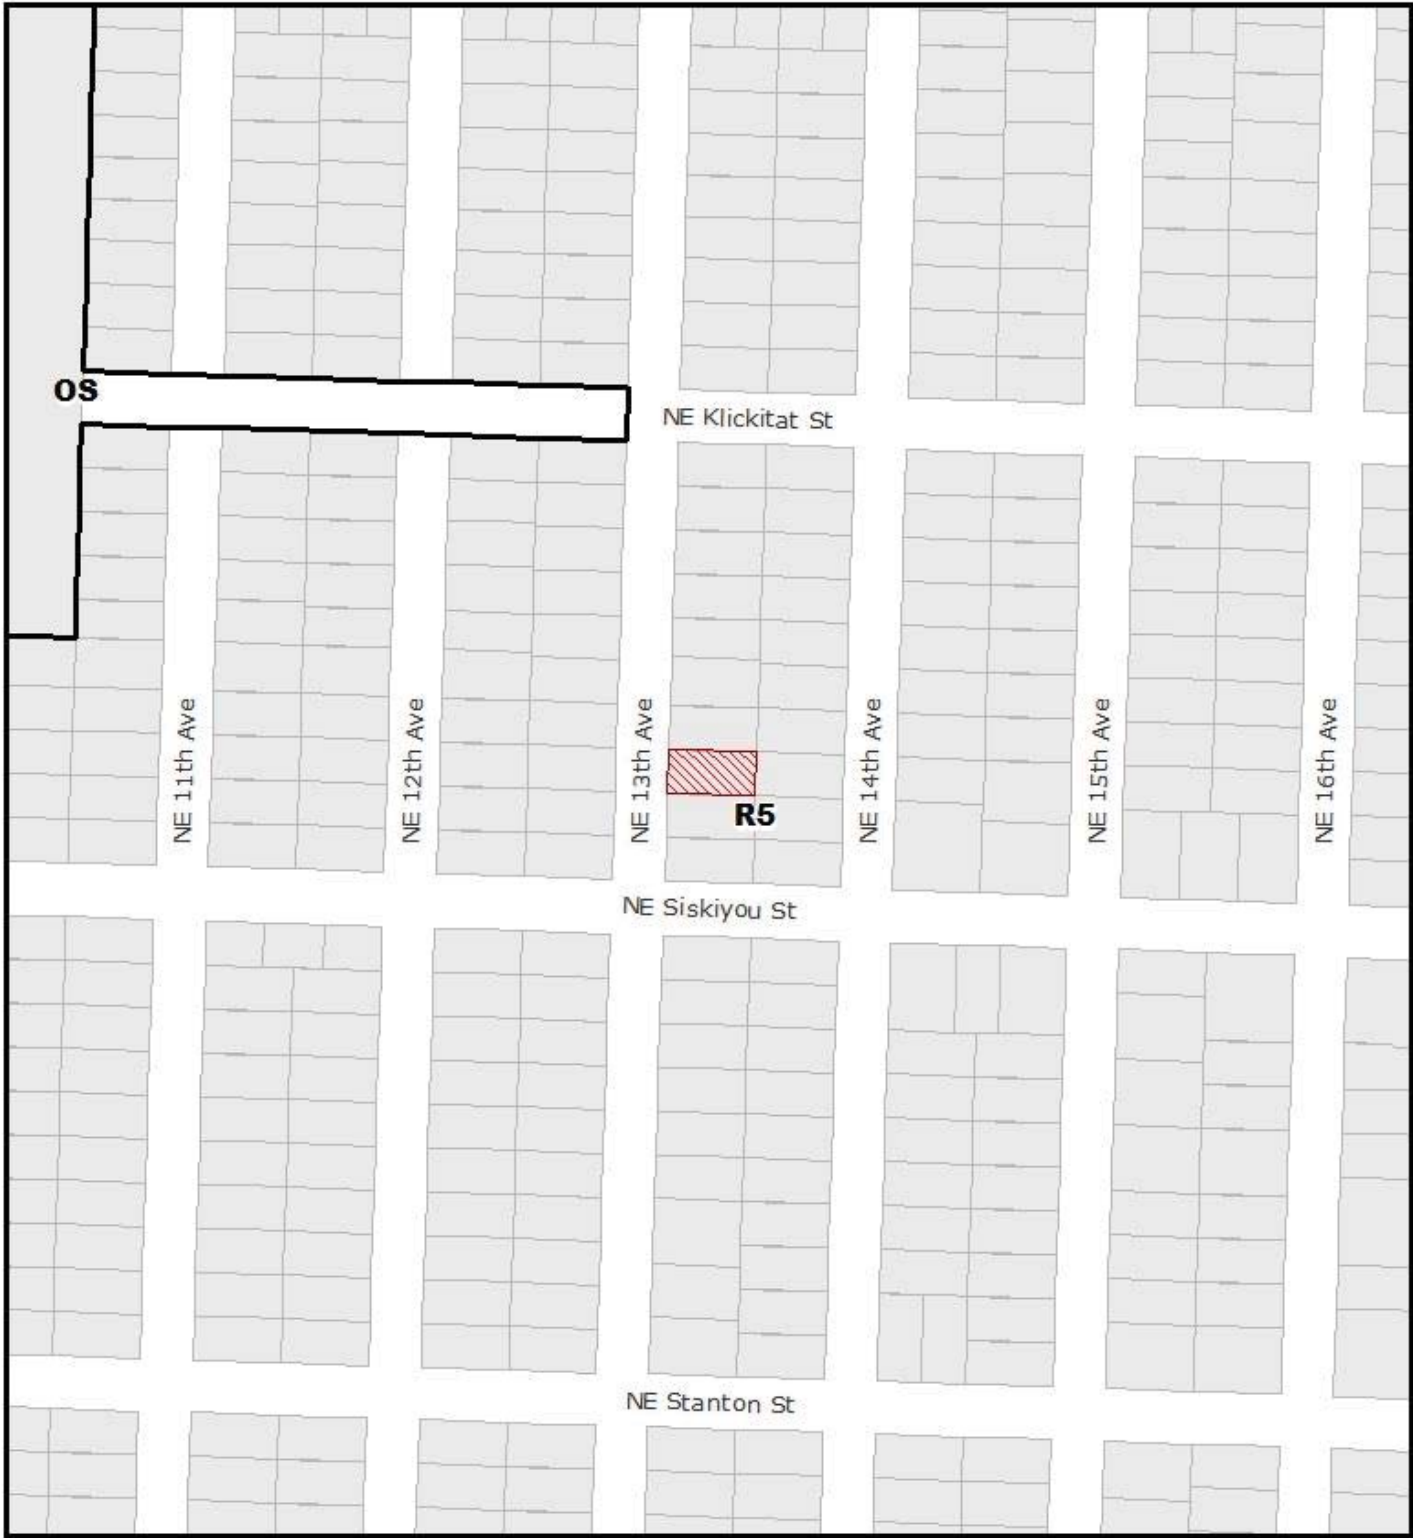 OS
NE Klickitat St
NE 11th Ave
NE 12th Ave
NE 13th Ave
NE 14th Ave
NE 15th Ave
NE 16th Ave
R5
NE Siskiyou St
NE Stanton St